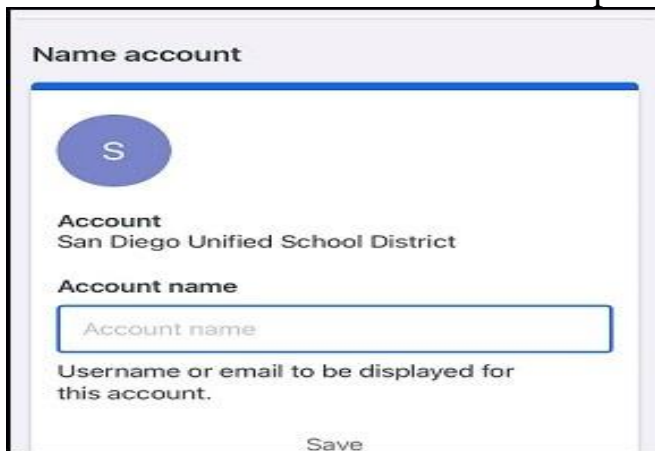 Name account
S
Account
San Diego Unified School District
Account name
Account name
Username or email to be displayed for
this account.
Save